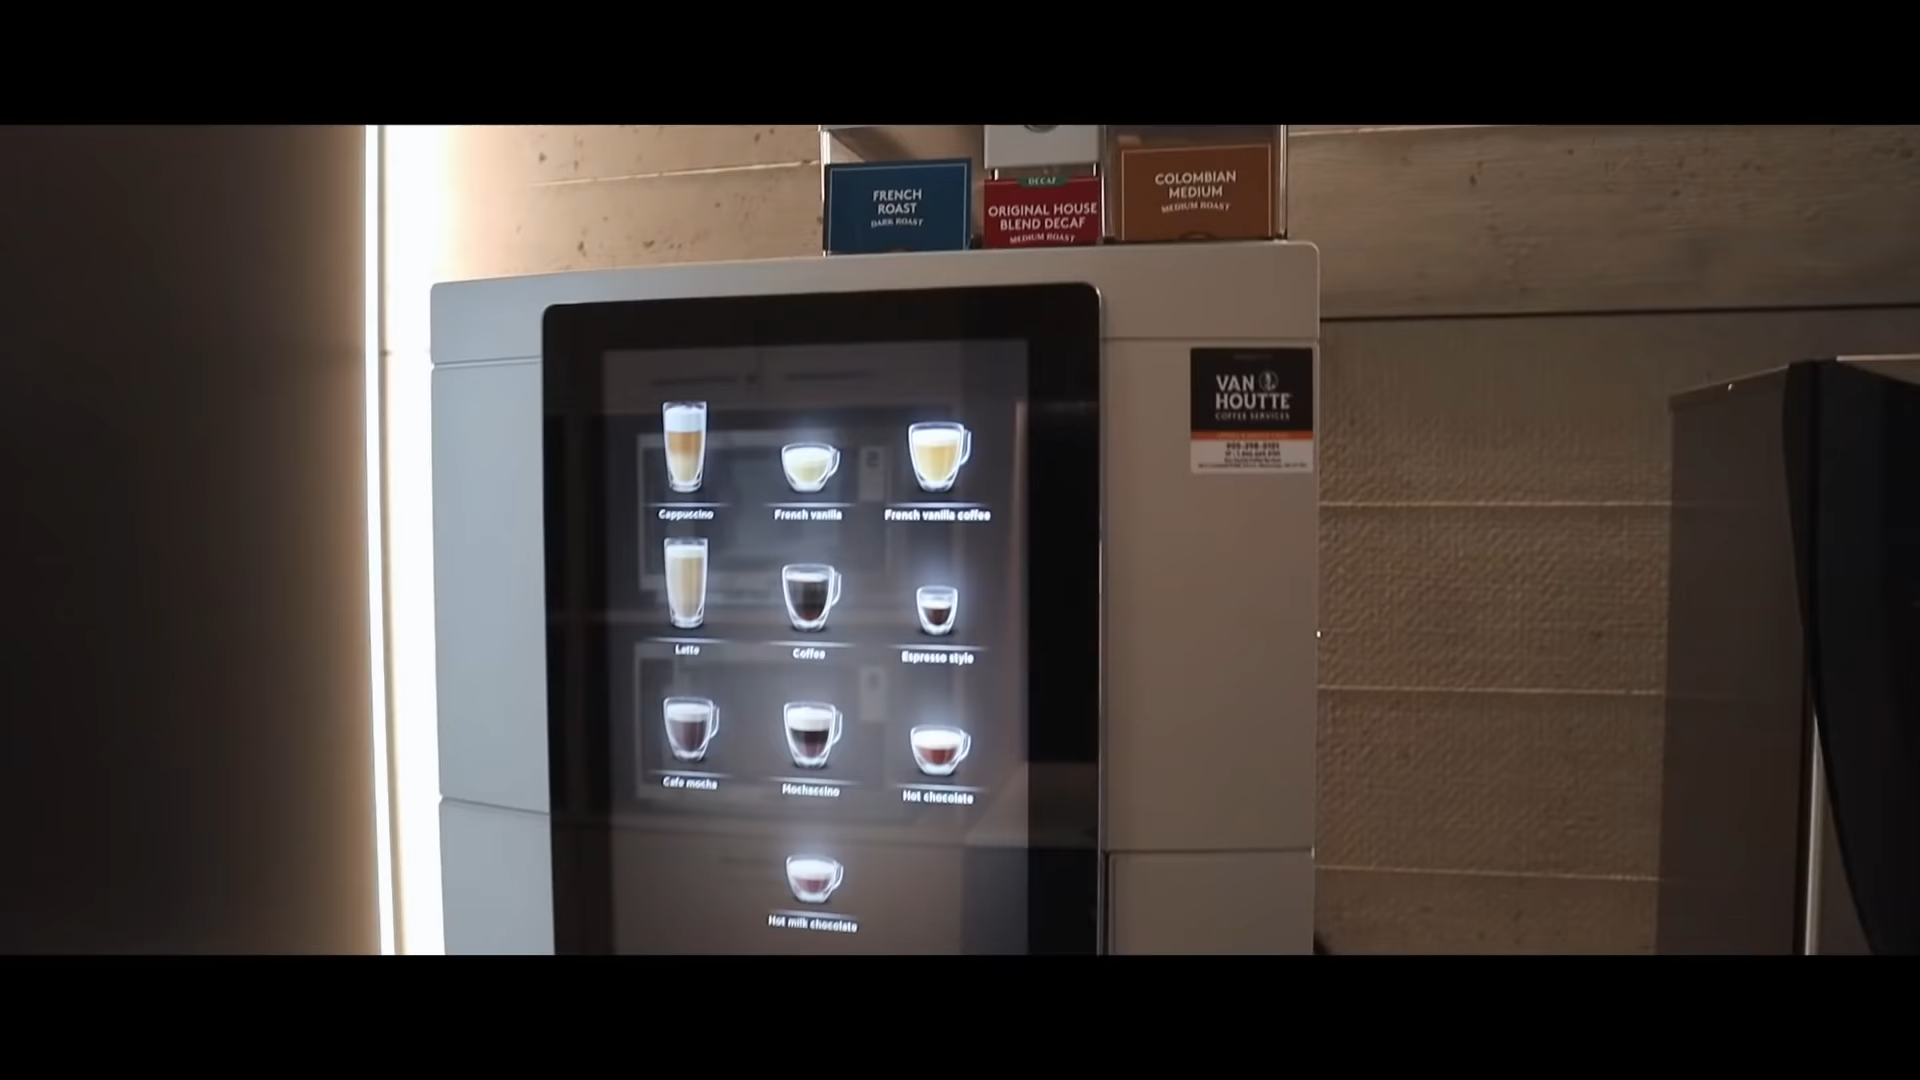 FRENCH
ROAST
DARK ROAST
DECAF
ORIGINAL HOUSE
BLEND DECAF
MEDIUM ROAST
COLOMBIAN
MEDIUM
MEDIUM ROAST
VAN
HOUTTE
COFFEE SERVICES
Cappuccino
French vanilla
French vanilla coffee
Latte
Coffee
Espresso style
Cafe mocha
Mochaccino
Hot chocolate
Hot milk chocolate